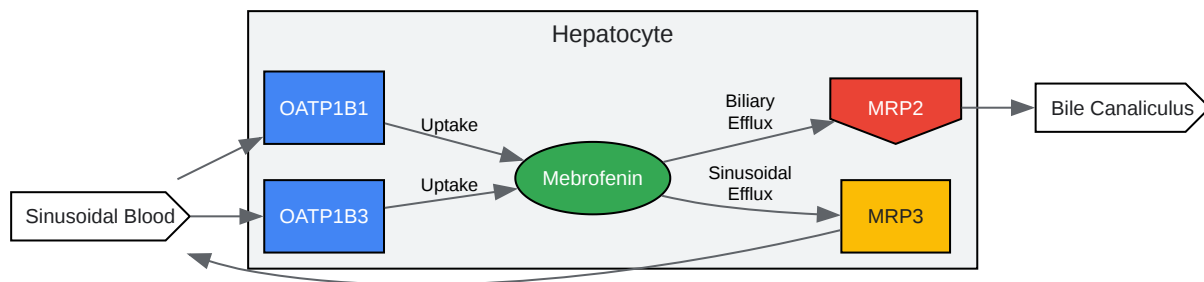 Hepatocyte
OATP1B1
Uptake
Biliary
Efflux
MRP2
Bile Canaliculus
Sinusoidal Blood
OATP1B3
Uptake
Mebrofenin
Sinusoidal
Efflux
MRP3